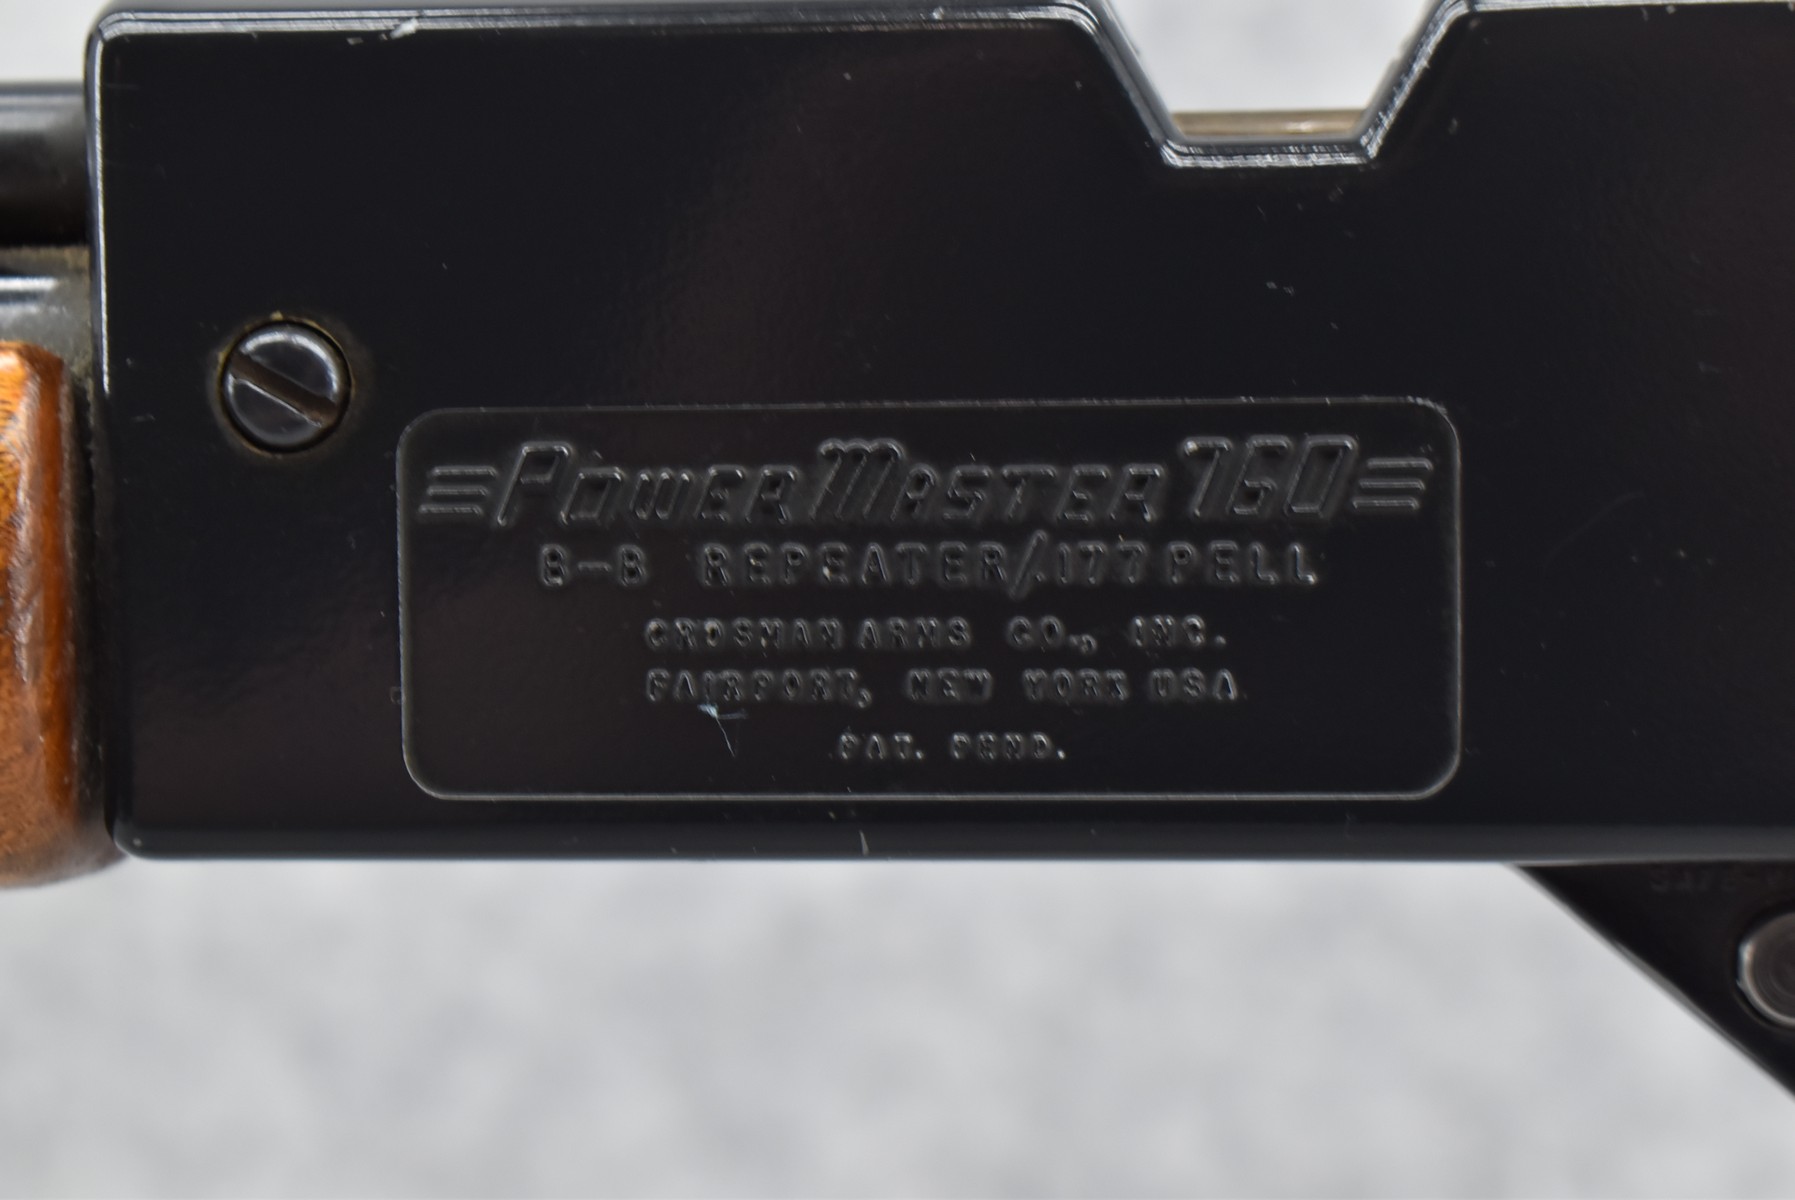 PowerMaster 760
B-B REPEATER/.177 PELL
CROSMAN ARMS CO., INC.
FAIRPORT, NEW YORK USA
PAT. PEND.